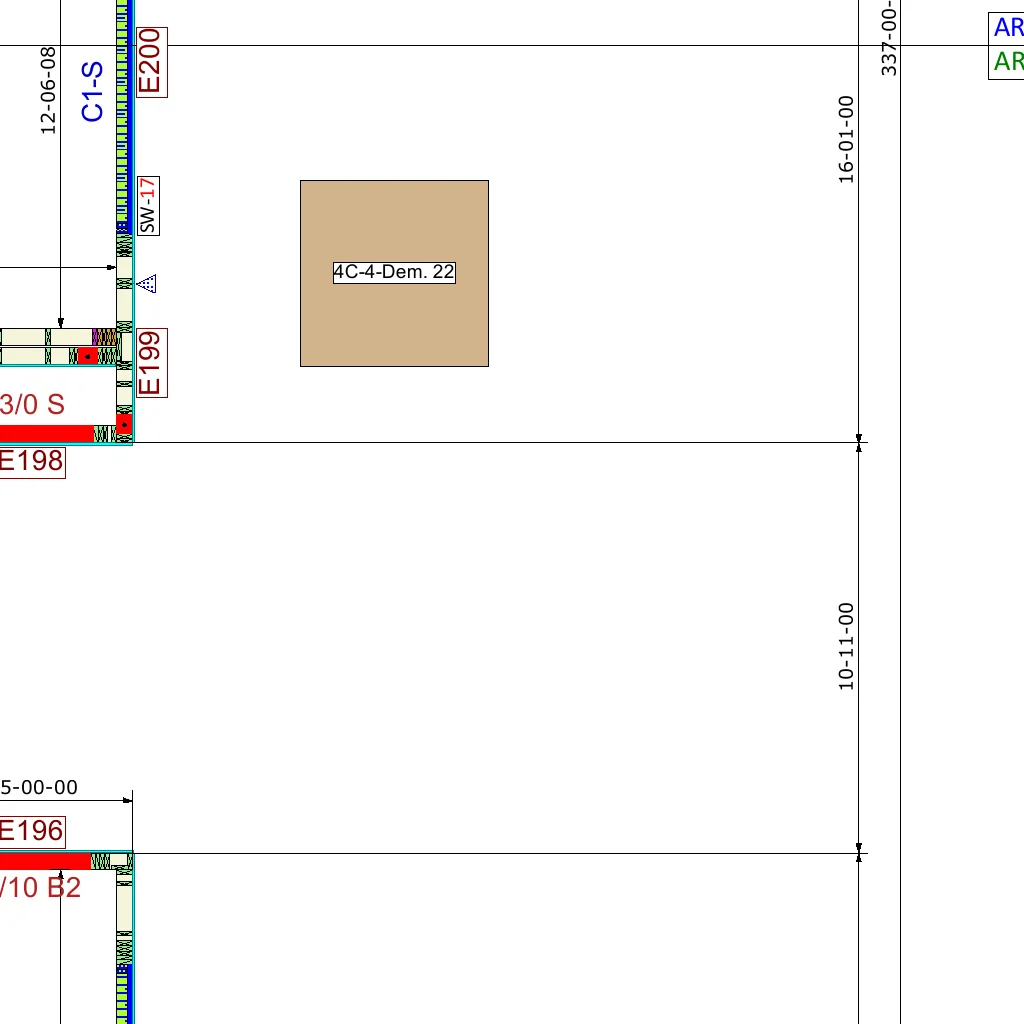 12-06-08
C1-S
E200
337-00-
AR
AR
16-01-00
SW-17
4C-4-Dem. 22
E199
3/0 S
E198
10-11-00
5-00-00
E196
/10 B2